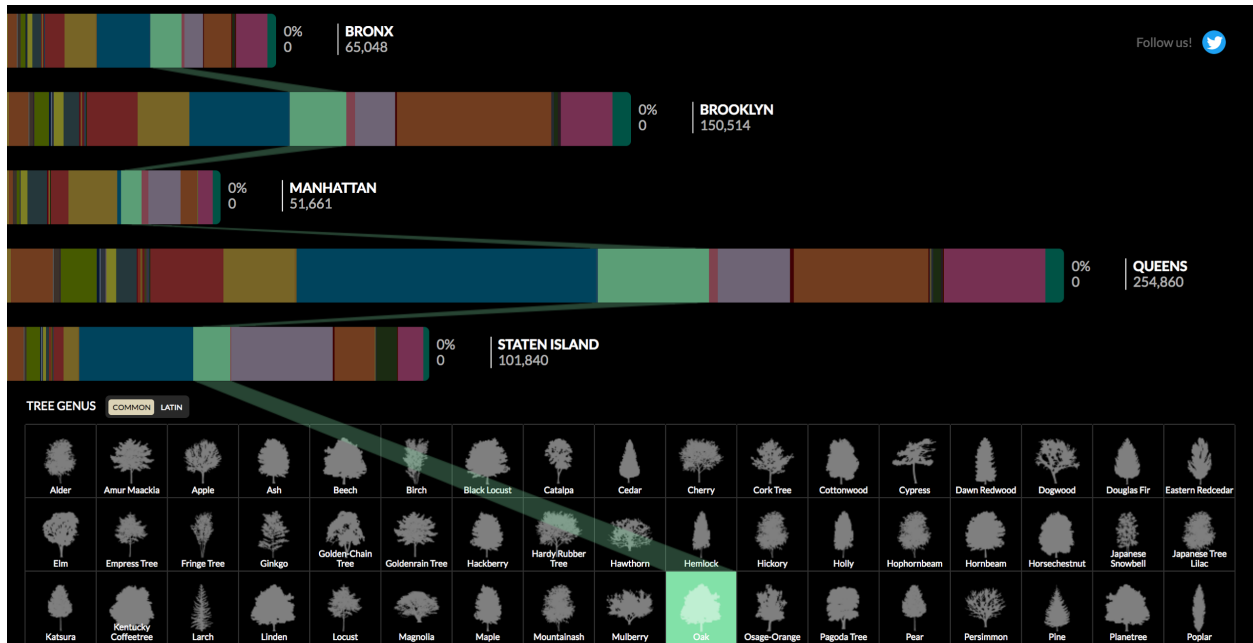 0% BRONX
0 65,048
Follow us!
0% BROOKLYN
0 150,514
0% MANHATTAN
0 51,661
0% QUEENS
0 254,860
0% STATEN ISLAND
0 101,840
TREE GENUS COMMON LATIN
Alder Amur Maackia Apple Ash Beech Birch Black Locust Catalpa Cedar Cherry Cork Tree Cottonwood Cypress Dawn Redwood Dogwood Douglas Fir Eastern Redcedar
Elm Empress Tree Fringe Tree Ginkgo Golden-Chain Tree Goldenrain Tree Hackberry Hardy Rubber Tree Hawthorn Hemlock Hickory Holly Hophornbeam Hornbeam Horsechestnut Japanese Snowbell Japanese Tree Lilac
Katsura Kentucky Coffeetree Larch Linden Locust Magnolia Maple Mountainash Mulberry Oak Osage-Orange Pagoda Tree Pear Persimmon Pine Planetree Poplar